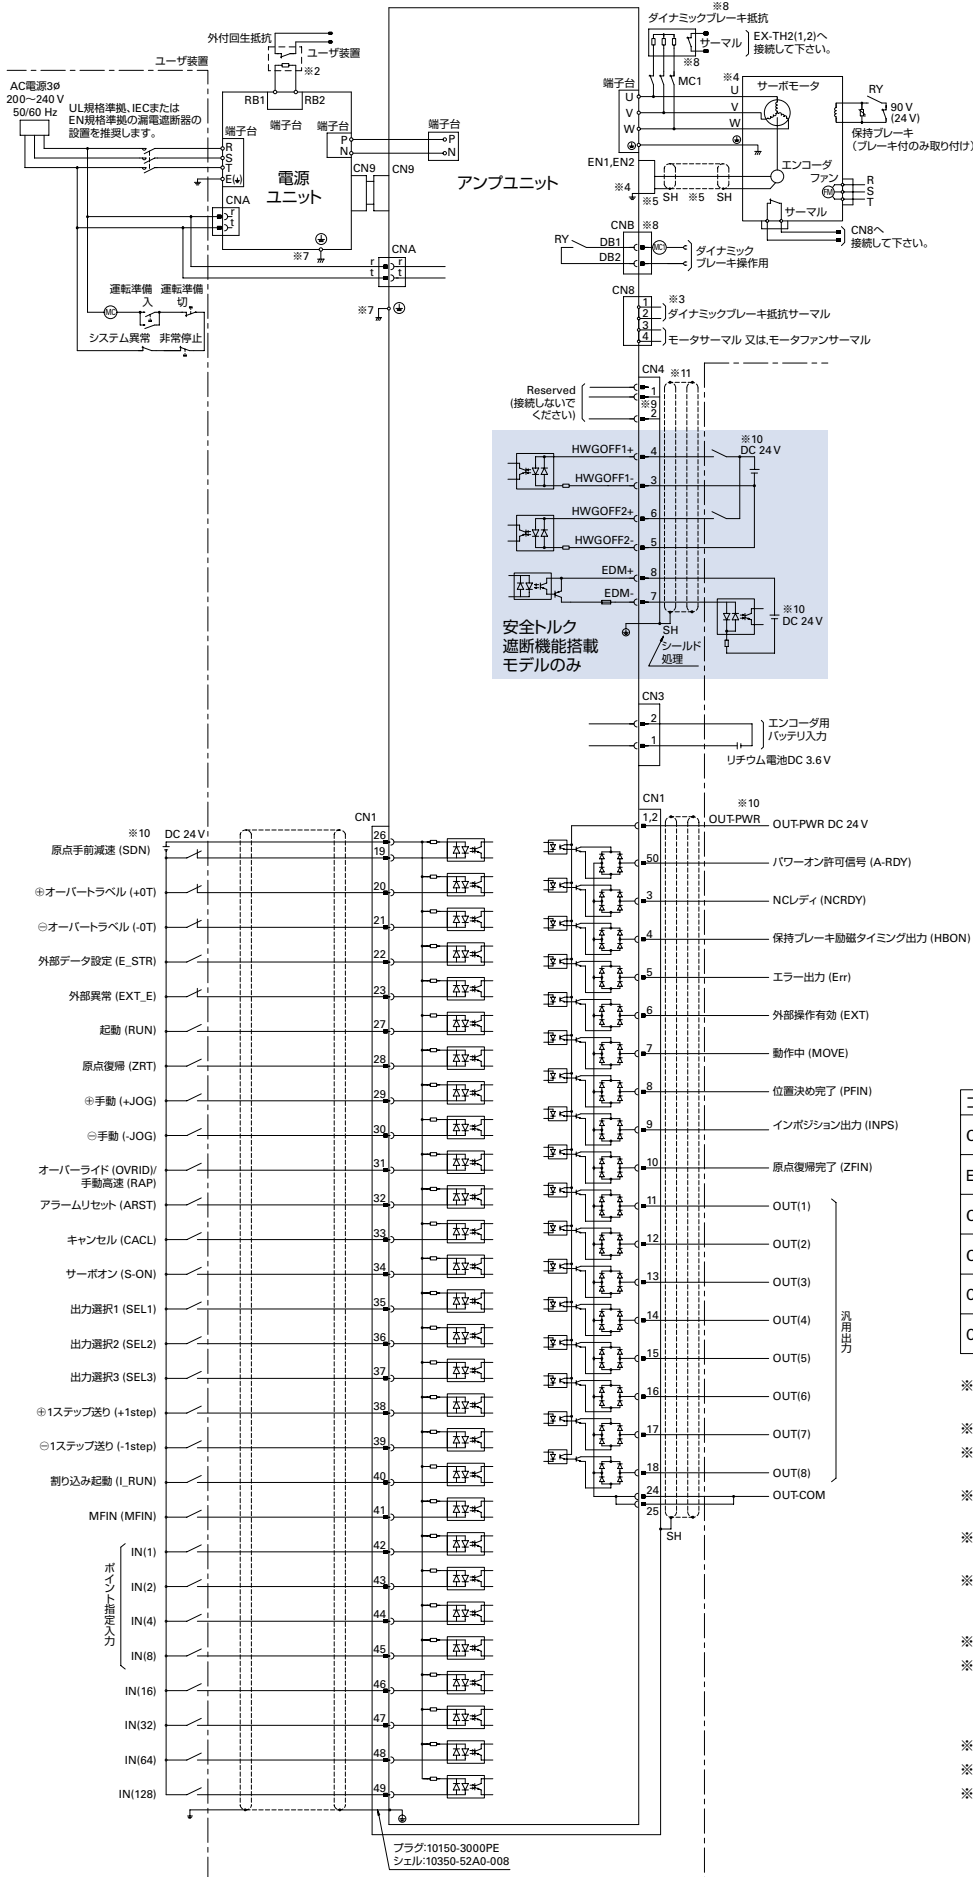 ※8
ダイナミックブレーキ抵抗
EX-TH2(1,2)へ
接続して下さい。
サーマル
※8
MC1
外付回生抵抗
ユーザ装置
※2
ユーザ装置
AC電源3ø
200〜240 V
50/60 Hz
UL規格準拠、IECまたは
EN規格準拠の漏電遮断器の
設置を推奨します。
RB1
RB2
端子台
端子台
端子台
端子台
R
S
T
E(⏚)
P
N
P
N
電源
ユニット
CN9
CN9
アンプユニット
CNA
r
t
※7
CNA
r
t
r
t
※7
運転準備
入
運転準備
切
MC
システム異常
非常停止
端子台
U
V
W
※4
U
V
W
サーボモータ
RY
90 V
(24 V)
保持ブレーキ
(ブレーキ付のみ取り付け)
EN1,EN2
※4
※5
SH
※5
SH
エンコーダ
ファン
FM
R
S
T
サーマル
CN8へ
接続して下さい。
CNB
※8
RY
DB1
DB2
MC1
ダイナミック
ブレーキ操作用
CN8
1
2
3
4
※3
ダイナミックブレーキ抵抗サーマル
モータサーマル 又は、モータファンサーマル
CN4
※11
Reserved
(接続しないで
ください)
1
※9
2
HWGOFF1+
4
※10
DC 24 V
HWGOFF1-
3
HWGOFF2+
6
HWGOFF2-
5
EDM+
8
EDM-
7
※10
DC 24 V
安全トルク
遮断機能搭載
モデルのみ
SH
シールド
処理
CN3
2
1
エンコーダ用
バッテリ入力
リチウム電池DC 3.6 V
CN1
※10
DC 24 V
26
原点手前減速 (SDN)
19
⊕オーバートラベル (+0T)
20
⊖オーバートラベル (-0T)
21
外部データ設定 (E_STR)
22
外部異常 (EXT_E)
23
起動 (RUN)
27
原点復帰 (ZRT)
28
⊕手動 (+JOG)
29
⊖手動 (-JOG)
30
オーバーライド (OVRID)/
手動高速 (RAP)
31
アラームリセット (ARST)
32
キャンセル (CACL)
33
サーボオン (S-ON)
34
出力選択1 (SEL1)
35
出力選択2 (SEL2)
36
出力選択3 (SEL3)
37
⊕1ステップ送り (+1step)
38
⊖1ステップ送り (-1step)
39
割り込み起動 (I_RUN)
40
MFIN (MFIN)
41
ポイント指定入力
IN(1)
42
IN(2)
43
IN(4)
44
IN(8)
45
IN(16)
46
IN(32)
47
IN(64)
48
IN(128)
49
プラグ:10150-3000PE
シェル:10350-52A0-008
CN1
※10
1,2
OUT-PWR
OUT-PWR DC 24 V
50
パワーオン許可信号 (A-RDY)
3
NCレディ (NCRDY)
4
保持ブレーキ励磁タイミング出力 (HBON)
5
エラー出力 (Err)
6
外部操作有効 (EXT)
7
動作中 (MOVE)
8
位置決め完了 (PFIN)
9
インポジション出力 (INPS)
10
原点復帰完了 (ZFIN)
11
OUT(1)
12
OUT(2)
13
OUT(3)
14
OUT(4)
15
OUT(5)
16
OUT(6)
17
OUT(7)
18
OUT(8)
汎用出力
24
OUT-COM
25
SH
※
※
※
※
※
※
※
※
※
※
※